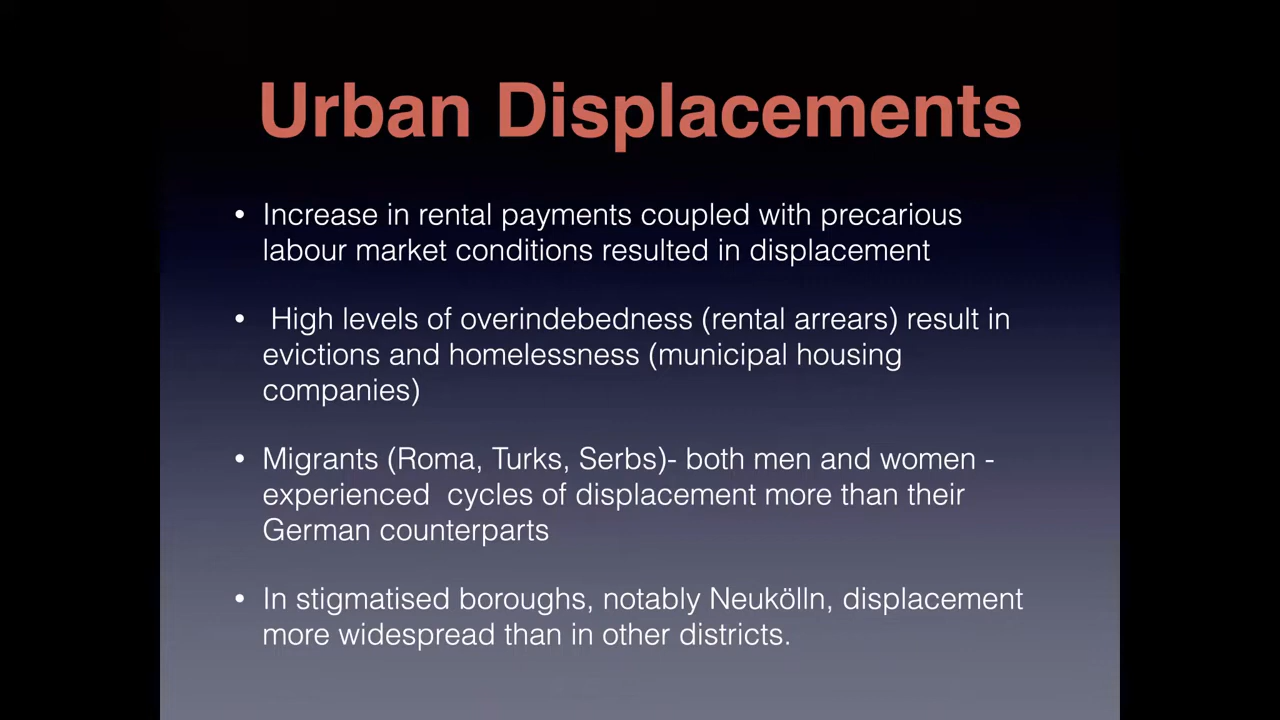 Urban Displacements
• Increase in rental payments coupled with precarious
labour market conditions resulted in displacement
• High levels of overindebedness (rental arrears) result in
evictions and homelessness (municipal housing
companies)
• Migrants (Roma, Turks, Serbs)- both men and women -
experienced  cycles of displacement more than their
German counterparts
• In stigmatised boroughs, notably Neukölln, displacement
more widespread than in other districts.